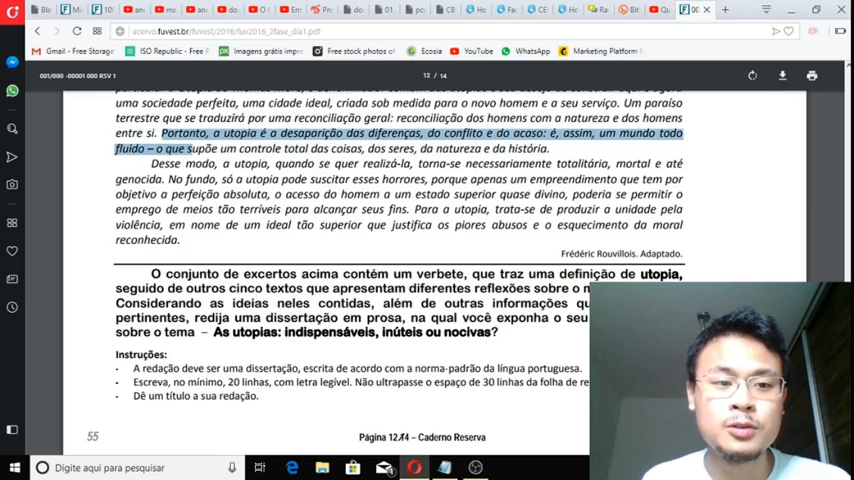 acervo.fuvest.br/fuvest/2016/fuv2016_2fase_dia1.pdf
Gmail - Free Storage
ISO Republic - Free
Imagens grátis impre
Free stock photos
Ecosia
YouTube
WhatsApp
Marketing Platform
001/000 -00001 000 RSV 1
12 / 14
uma sociedade perfeita, uma cidade ideal, criada sob medida para o novo homem e a seu serviço. Um paraíso
terrestre que se traduzirá por uma reconciliação geral: reconciliação dos homens com a natureza e dos homens
entre si. Portanto, a utopia é a desaparição das diferenças, do conflito e do acaso: é, assim, um mundo todo
fluido – o que supõe um controle total das coisas, dos seres, da natureza e da história.
Desse modo, a utopia, quando se quer realizá-la, torna-se necessariamente totalitária, mortal e até
genocida. No fundo, só a utopia pode suscitar esses horrores, porque apenas um empreendimento que tem por
objetivo a perfeição absoluta, o acesso do homem a um estado superior quase divino, poderia se permitir o
emprego de meios tão terríveis para alcançar seus fins. Para a utopia, trata-se de produzir a unidade pela
violência, em nome de um ideal tão superior que justifica os piores abusos e o esquecimento da moral
reconhecida.
Frédéric Rouvillois. Adaptado.
O conjunto de excertos acima contém um verbete, que traz uma definição de utopia,
seguido de outros cinco textos que apresentam diferentes reflexões sobre o
Considerando as ideias neles contidas, além de outras informações
pertinentes, redija uma dissertação em prosa, na qual você exponha o seu
sobre o tema – As utopias: indispensáveis, inúteis ou nocivas?
Instruções:
- A redação deve ser uma dissertação, escrita de acordo com a norma-padrão da língua portuguesa.
- Escreva, no mínimo, 20 linhas, com letra legível. Não ultrapasse o espaço de 30 linhas da folha de
- Dê um título a sua redação.
55
Página 12/14 – Caderno Reserva
Digite aqui para pesquisar